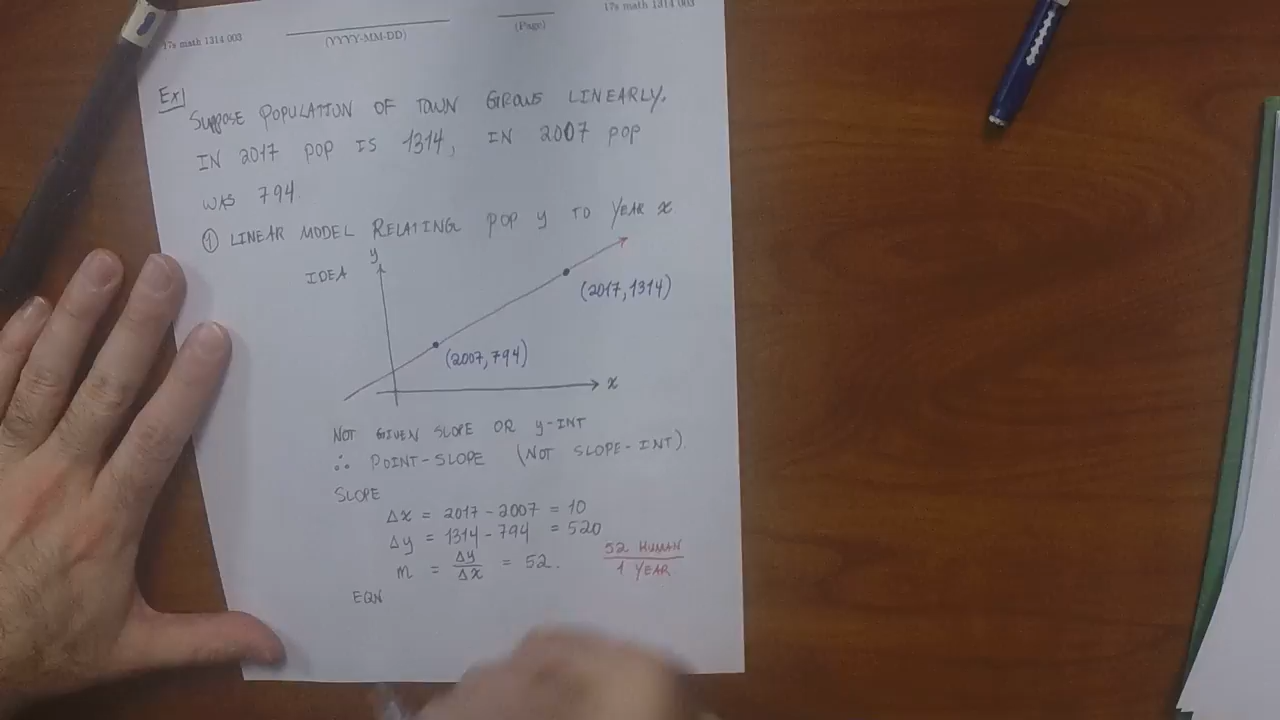 17s math 1314 003
(YYYY-MM-DD)
(Page)
17s math 1314 003
Ex1
SUPPOSE POPULATION OF TOWN GROWS LINEARLY.
IN 2017 POP IS 1314, IN 2007 POP
WAS 794.
① LINEAR MODEL RELATING POP y TO YEAR x
IDEA
y
(2017, 1314)
(2007, 794)
x
NOT GIVEN SLOPE OR y-INT
∴ POINT-SLOPE (NOT SLOPE-INT).
SLOPE
Δx = 2017 - 2007 = 10
Δy = 1314 - 794 = 520
m = Δy/Δx = 52.
52 HUMAN
1 YEAR
EQN